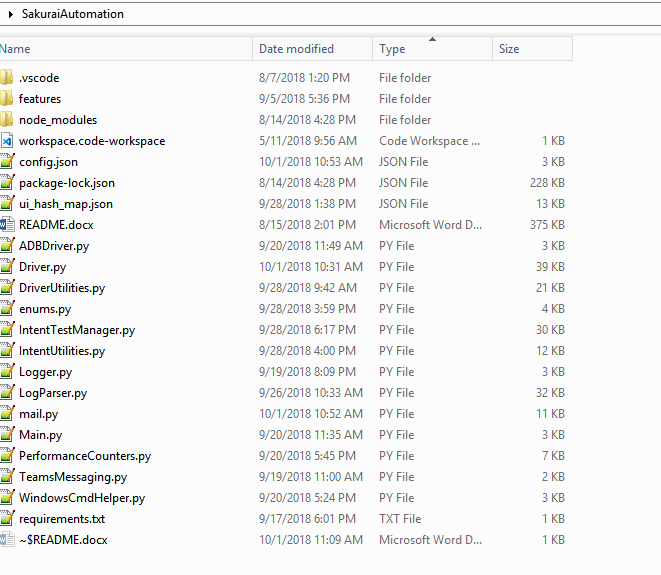 SakuraiAutomation
Name Date modified Type Size
.vscode 8/7/2018 1:20 PM File folder
features 9/5/2018 5:36 PM File folder
node_modules 8/14/2018 4:28 PM File folder
workspace.code-workspace 5/11/2018 9:56 AM Code Workspace ... 1 KB
config.json 10/1/2018 10:53 AM JSON File 3 KB
package-lock.json 8/14/2018 4:28 PM JSON File 228 KB
ui_hash_map.json 9/28/2018 1:38 PM JSON File 13 KB
README.docx 8/15/2018 2:01 PM Microsoft Word D... 375 KB
ADBDriver.py 9/20/2018 11:49 AM PY File 3 KB
Driver.py 10/1/2018 10:31 AM PY File 39 KB
DriverUtilities.py 9/28/2018 9:42 AM PY File 21 KB
enums.py 9/28/2018 3:59 PM PY File 4 KB
IntentTestManager.py 9/28/2018 6:17 PM PY File 30 KB
IntentUtilities.py 9/28/2018 4:00 PM PY File 12 KB
Logger.py 9/19/2018 8:09 PM PY File 3 KB
LogParser.py 9/26/2018 10:33 AM PY File 32 KB
mail.py 10/1/2018 10:52 AM PY File 11 KB
Main.py 9/20/2018 11:35 AM PY File 3 KB
PerformanceCounters.py 9/20/2018 5:45 PM PY File 7 KB
TeamsMessaging.py 9/19/2018 11:00 AM PY File 2 KB
WindowsCmdHelper.py 9/20/2018 5:24 PM PY File 3 KB
requirements.txt 9/17/2018 6:01 PM TXT File 1 KB
~$README.docx 10/1/2018 11:09 AM Microsoft Word D... 1 KB